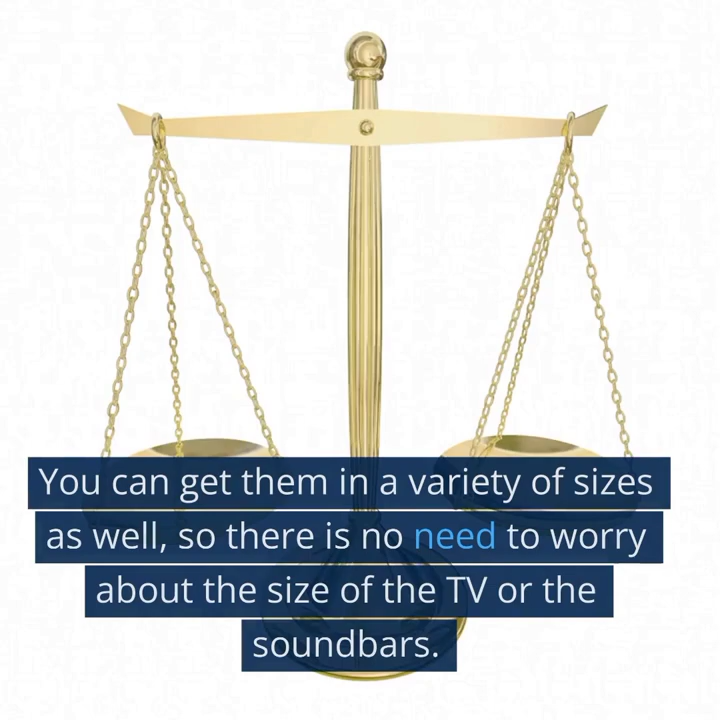 You can get them in a variety of sizes
as well, so there is no need to worry
about the size of the TV or the
soundbars.